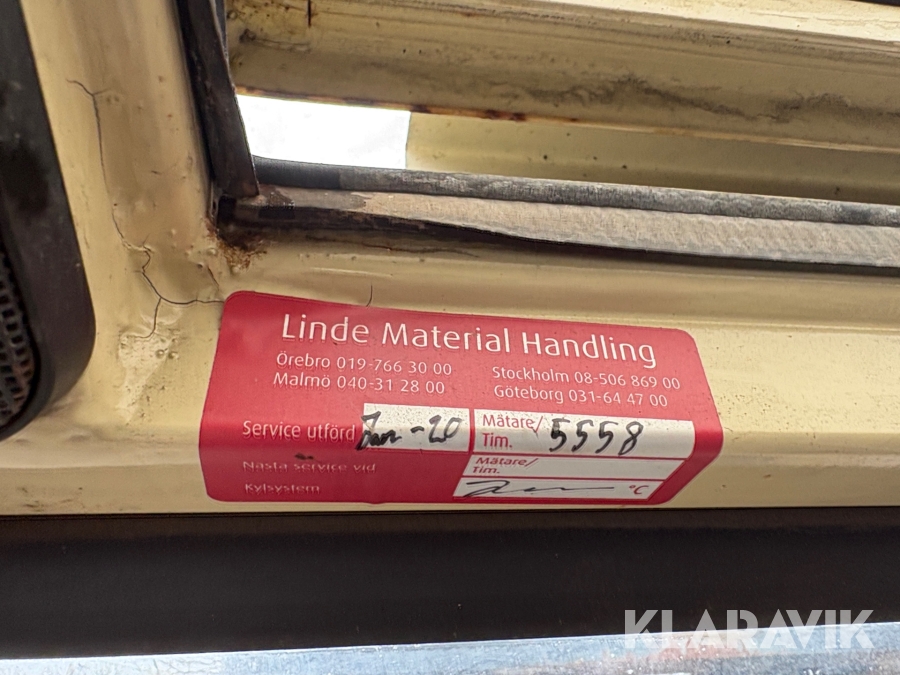 Linde Material Handling
Örebro 019-766 30 00
Stockholm 08-506 869 00
Malmö 040-31 28 00
Göteborg 031-64 47 00
Service utförd Jan-20 Mätare/Tim. 5558
Nästa service vid Mätare/Tim.
Kylsystem °C
KLARAVIK